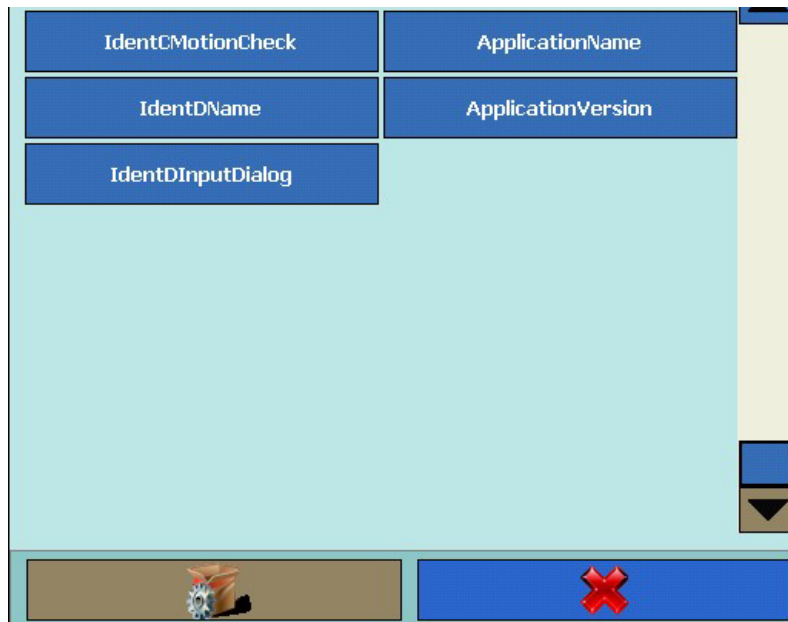 IdentCMotionCheck
ApplicationName
IdentDName
ApplicationVersion
IdentDInputDialog